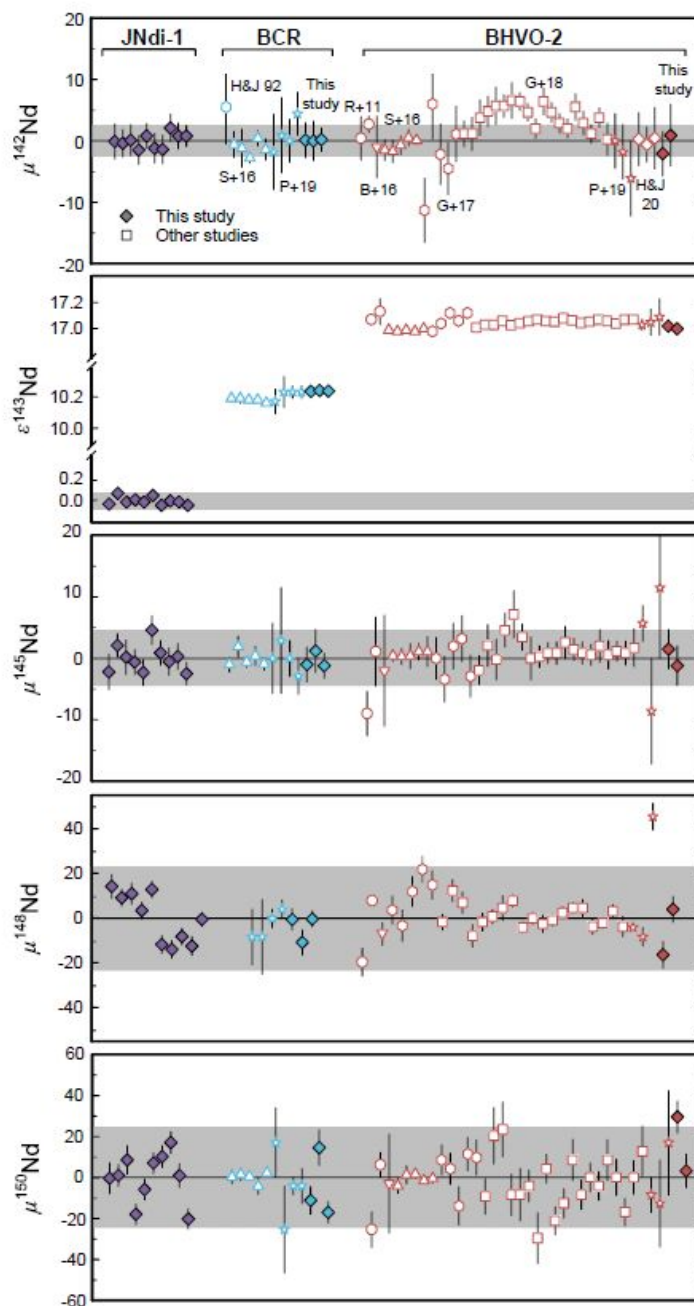 JNdi-1 BCR BHVO-2
20
10
0
-10
-20
μ¹⁴²Nd
H&J 92
This
study
S+16
P+19
R+11
S+16
B+16
G+17
G+18
This
study
P+19
H&J
20
This study
Other studies
17.2
17.0
10.2
10.0
0.2
0.0
ε¹⁴³Nd
20
10
0
-10
-20
μ¹⁴⁵Nd
40
20
0
-20
-40
μ¹⁴⁸Nd
60
40
20
0
-20
-40
-60
μ¹⁵⁰Nd